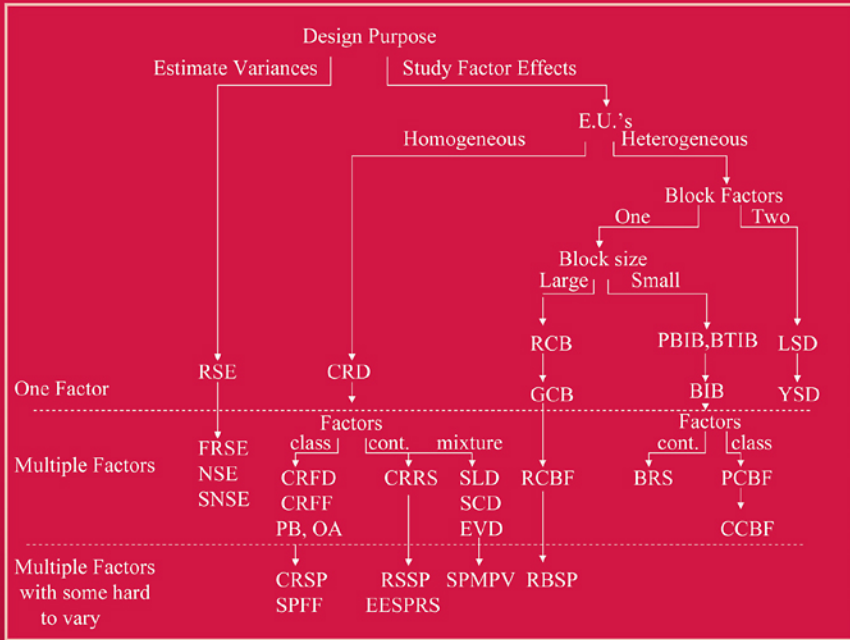 Design Purpose
Estimate Variances
Study Factor Effects
E.U.'s
Homogeneous
Heterogeneous
Block Factors
One
Two
Block size
Large
Small
RCB
PBIB,BTIB
LSD
RSE
CRD
One Factor
GCB
BIB
YSD
Factors
Factors
class
cont.
mixture
cont.
class
Multiple Factors
FRSE
NSE
SNSE
CRFD
CRFF
PB, OA
CRRS
SLD
SCD
EVD
RCBF
BRS
PCBF
CCBF
Multiple Factors
with some hard
to vary
CRSP
SPFF
RSSP
EESPRS
SPMPV
RBSP